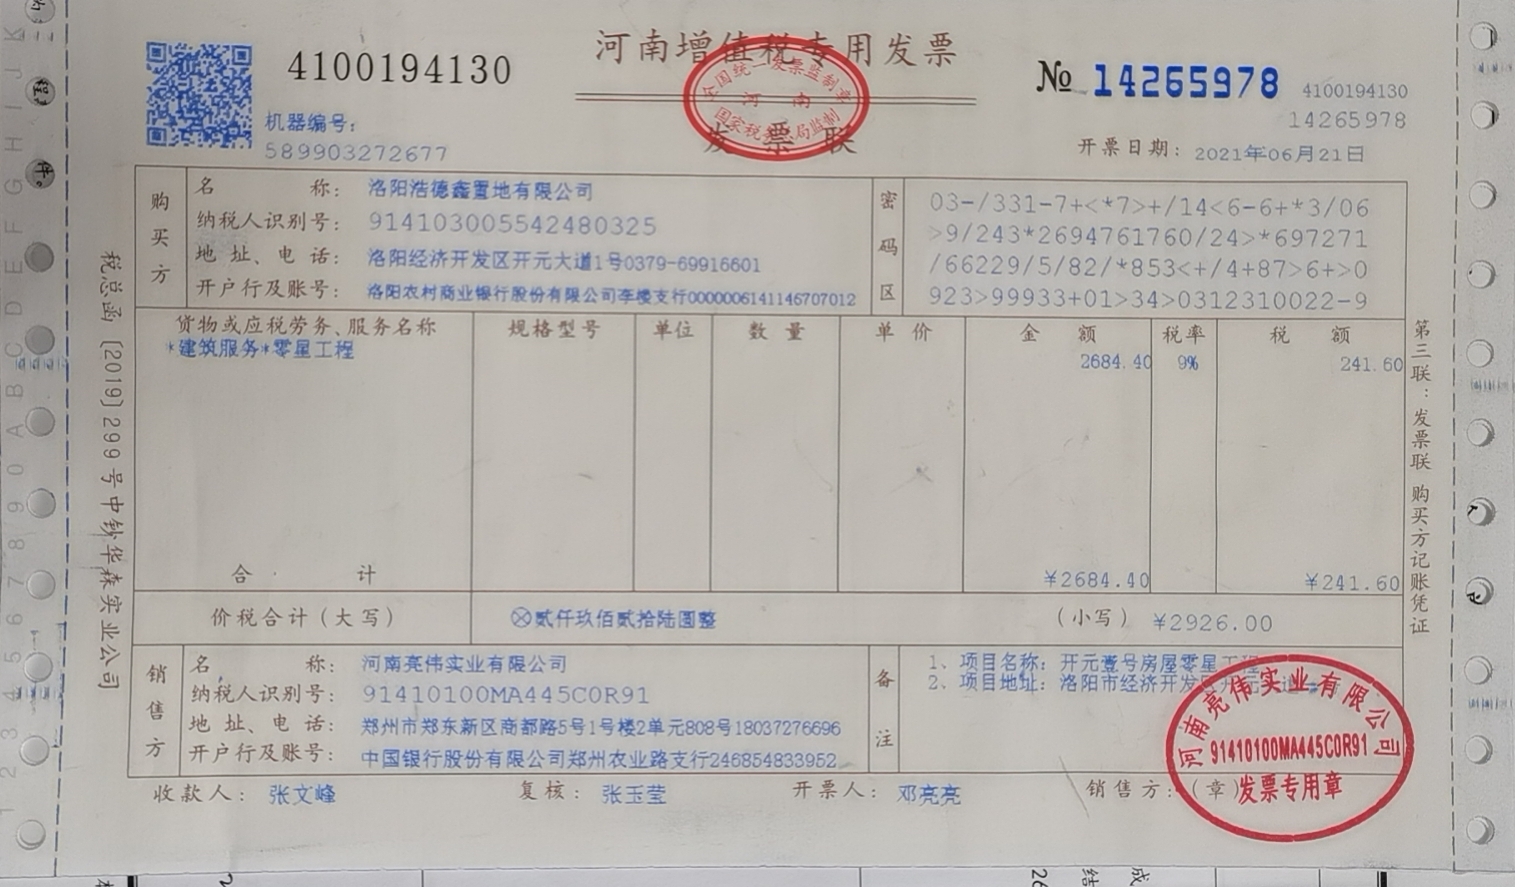 河南增值税专用发票
4100194130
№ 14265978
4100194130
14265978
全国统一发票监制章
河南
国家税务总局监制
发票联
机器编号:
589903272677
开票日期: 2021年06月21日
购买方
名称: 洛阳浩德鑫置地有限公司
纳税人识别号: 914103005542480325
地址、电话: 洛阳经济开发区开元大道1号0379-69916601
开户行及账号: 洛阳农村商业银行股份有限公司李楼支行00000061411467​07012
密码区
03-/331-7+<*7>+/14<6-6+*3/06
>9/243*2694761760/24>*697271
/66229/5/82/*853<+/4+87>6+>0
923>99933+01>34>0312310022-9
货物或应税劳务、服务名称 规格型号 单位 数量 单价 金额 税率 税额
*建筑服务*零星工程 2684.40 9% 241.60
合计 ¥2684.40 ¥241.60
价税合计(大写) ⊗贰仟玖佰贰拾陆圆整 (小写) ¥2926.00
销售方
名称: 河南亮伟实业有限公司
纳税人识别号: 91410100MA445C0R91
地址、电话: 郑州市郑东新区商都路5号1号楼2单元808号18037276696
开户行及账号: 中国银行股份有限公司郑州农业路支行246854833952
备注
1、项目名称: 开元壹号房屋零星工程
2、项目地址: 洛阳市经济开发区开元
收款人: 张文峰 复核: 张玉莹 开票人: 邓亮亮 销售方:(章)
河南亮伟实业有限公司
91410100MA445C0R91
发票专用章
税总函[2019]299号中钞华森实业公司
第三联:发票联 购买方记账凭证